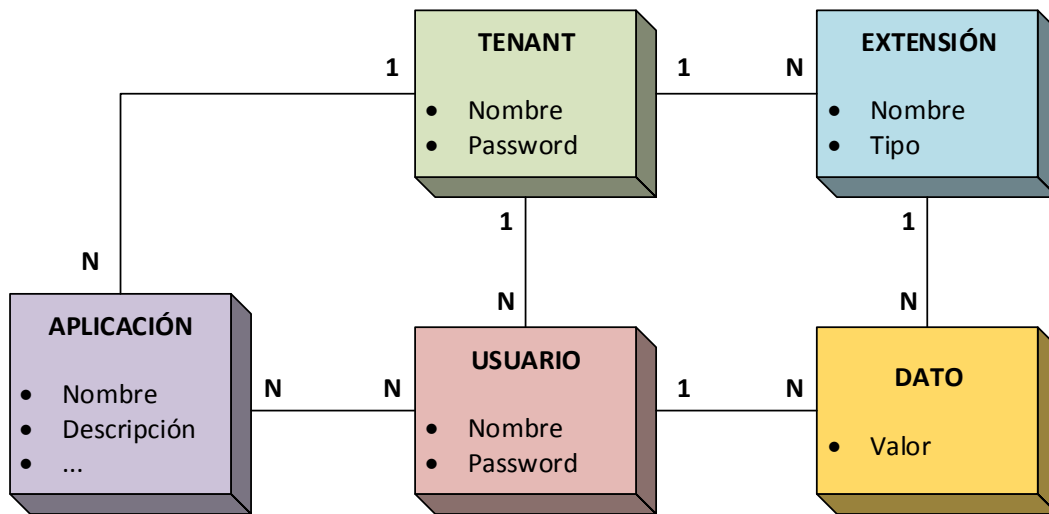 TENANT
• Nombre
• Password
EXTENSIÓN
• Nombre
• Tipo
1
1
N
1
1
N
N
N
APLICACIÓN
• Nombre
• Descripción
• ...
USUARIO
• Nombre
• Password
DATO
• Valor
N
N
1
N